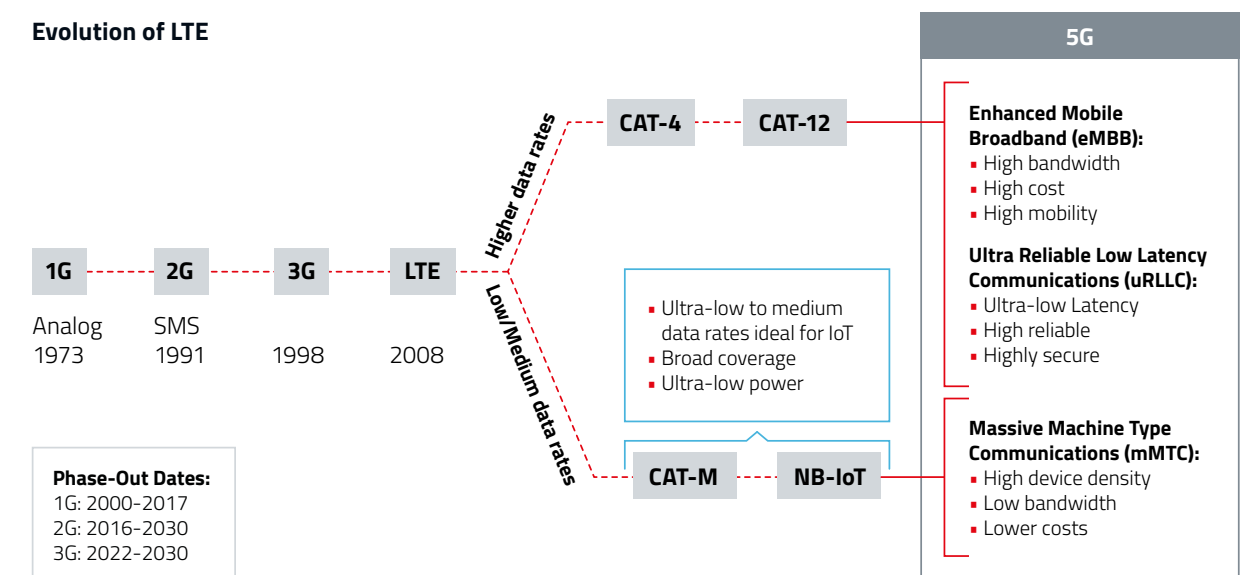 Evolution of LTE
5G
Higher data rates
CAT-4
CAT-12
Enhanced Mobile
Broadband (eMBB):
▪ High bandwidth
▪ High cost
▪ High mobility
Ultra Reliable Low Latency
Communications (uRLLC):
▪ Ultra-low Latency
▪ High reliable
▪ Highly secure
1G
2G
3G
LTE
Analog
1973
SMS
1991
1998
2008
Low/Medium data rates
▪ Ultra-low to medium
data rates ideal for IoT
▪ Broad coverage
▪ Ultra-low power
CAT-M
NB-IoT
Massive Machine Type
Communications (mMTC):
▪ High device density
▪ Low bandwidth
▪ Lower costs
Phase-Out Dates:
1G: 2000-2017
2G: 2016-2030
3G: 2022-2030